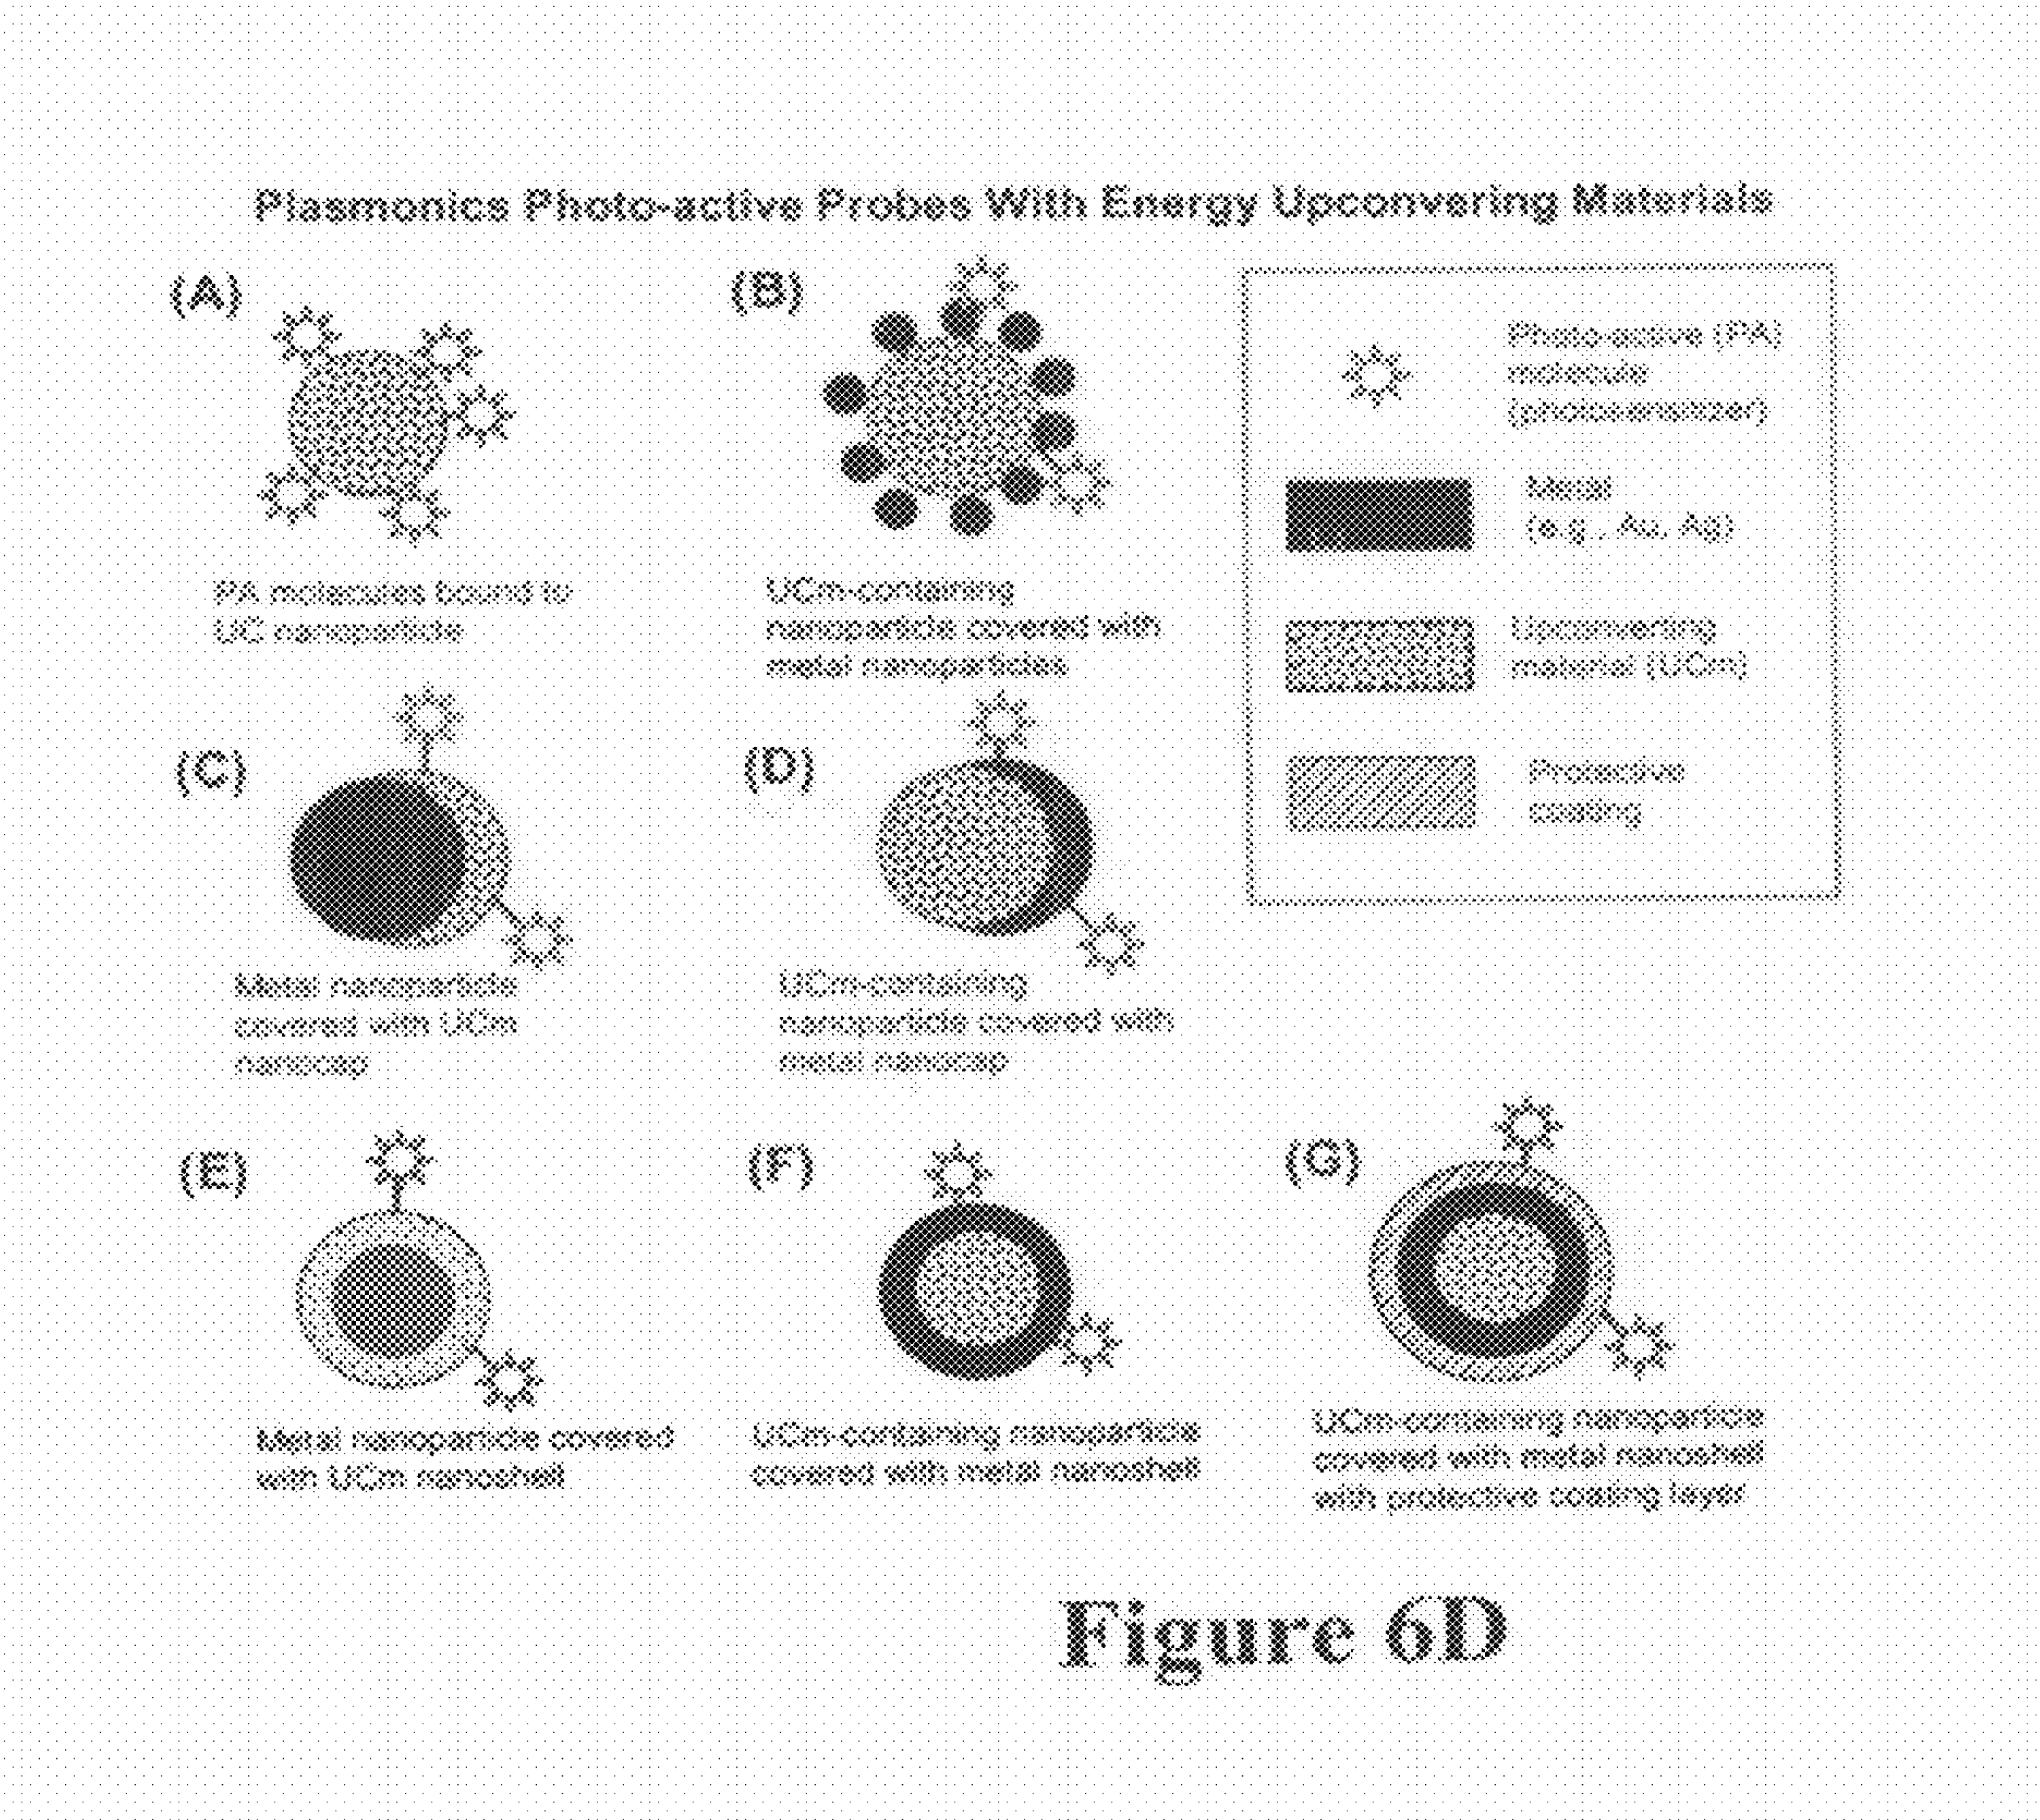 Plasmonics Photo-active Probes With Energy Upconvering Materials
(A)
PA molecules bound to
UC nanoparticle
(B)
UCm-containing
nanoparticle covered with
metal nanoparticles
Photo-active (PA)
molecule
(photosensitizer)
Metal
(e.g., Au, Ag)
Upconverting
material (UCm)
Protective
coating
(C)
Metal nanoparticle
covered with UCm
nanocap
(D)
UCm-containing
nanoparticle covered with
metal nanocap
(E)
Metal nanoparticle covered
with UCm nanoshell
(F)
UCm-containing nanoparticle
covered with metal nanoshell
(G)
UCm-containing nanoparticle
covered with metal nanoshell
with protective coating layer
Figure 6D